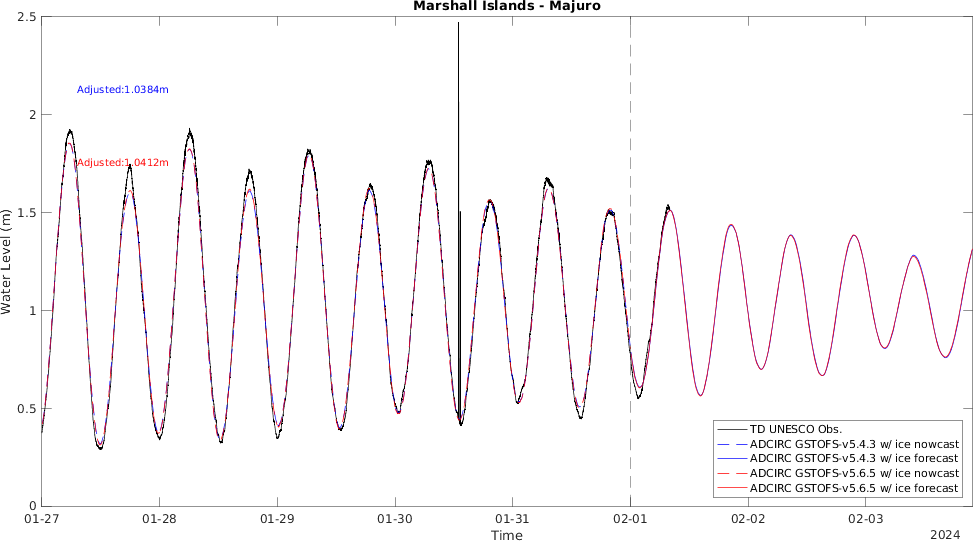 Marshall Islands - Majuro
2.5
Adjusted:1.0384m
2
Adjusted:1.0412m
1.5
Water Level (m)
1
0.5
TD UNESCO Obs.
ADCIRC GSTOFS-v5.4.3 w/ ice nowcast
ADCIRC GSTOFS-v5.4.3 w/ ice forecast
ADCIRC GSTOFS-v5.6.5 w/ ice nowcast
ADCIRC GSTOFS-v5.6.5 w/ ice forecast
0
01-27 01-28 01-29 01-30 01-31 02-01 02-02 02-03
Time
2024